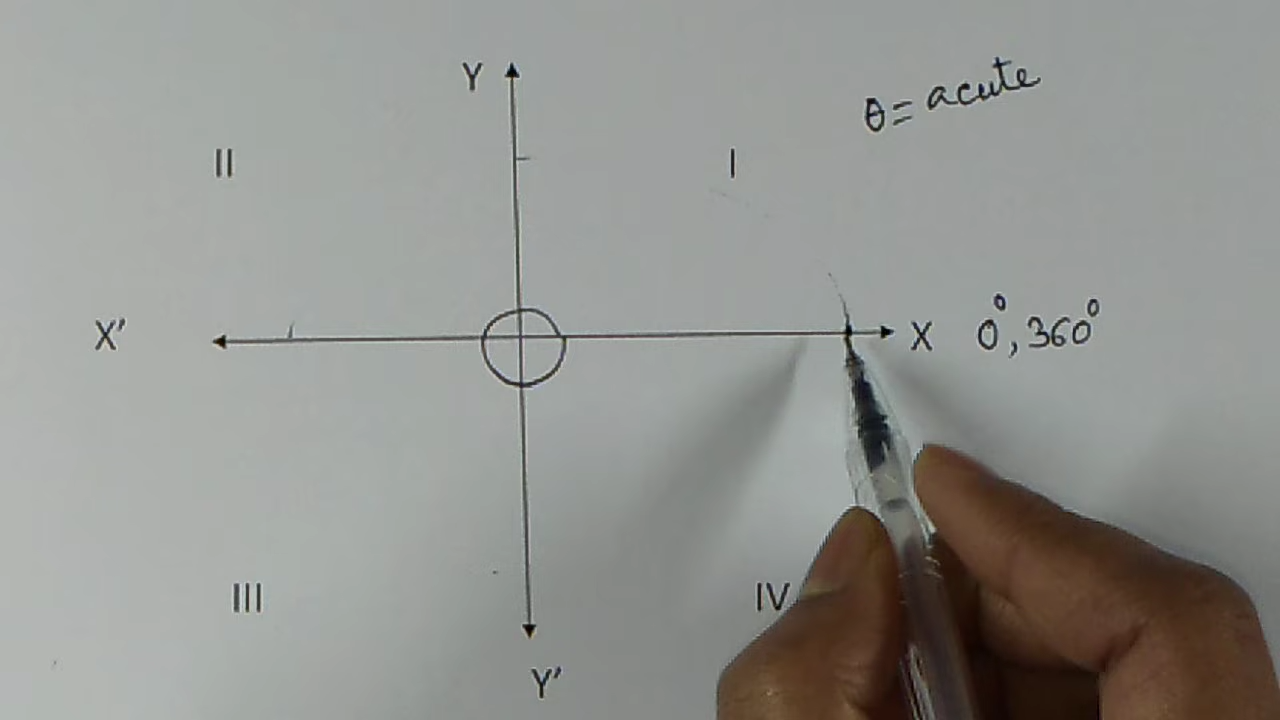 Y
θ = acute
II
I
X'
X
0°, 360°
III
IV
Y'